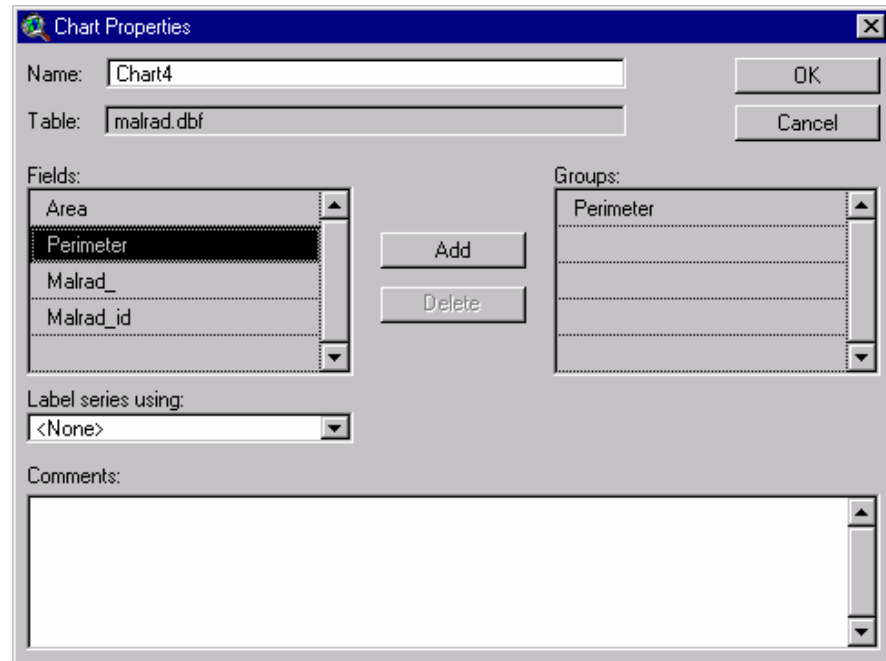 Chart Properties
Name: Chart4
OK
Table: malrad.dbf
Cancel
Fields:
Groups:
Area
Perimeter
Malrad_
Malrad_id
Add
Delete
Perimeter
Label series using:
<None>
Comments: